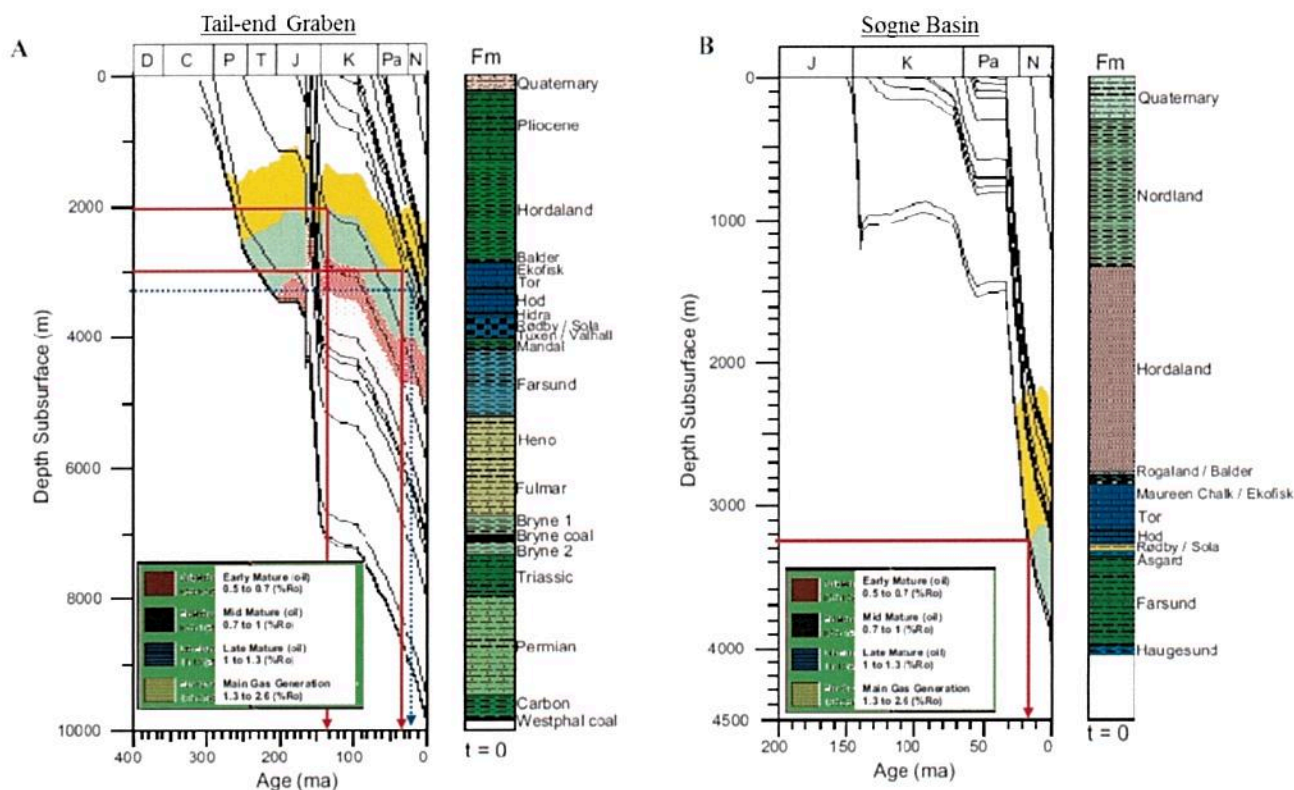 Tail-end Graben
A
D C P T J K Pa N
Fm
0
2000
4000
6000
8000
10000
Depth Subsurface (m)
Early Mature (oil)
0.5 to 0.7 (%Ro)
Mid Mature (oil)
0.7 to 1 (%Ro)
Late Mature (oil)
1 to 1.3 (%Ro)
Main Gas Generation
1.3 to 2.6 (%Ro)
400 300 200 100 0
Age (ma)
Quaternary
Pliocene
Hordaland
Balder
Ekofisk
Tor
Hod
Hidra
Rødby / Sola
Tuxen / Valhall
Mandal
Farsund
Heno
Fulmar
Bryne 1
Bryne coal
Bryne 2
Triassic
Permian
Carbon
Westphal coal
t = 0
Søgne Basin
B
J K Pa N
Fm
0
1000
2000
3000
4000
4500
Depth Subsurface (m)
Early Mature (oil)
0.5 to 0.7 (%Ro)
Mid Mature (oil)
0.7 to 1 (%Ro)
Late Mature (oil)
1 to 1.3 (%Ro)
Main Gas Generation
1.3 to 2.6 (%Ro)
200 150 100 50 0
Age (ma)
Quaternary
Nordland
Hordaland
Rogaland / Balder
Maureen Chalk / Ekofisk
Tor
Hod
Rødby / Sola
Åsgard
Farsund
Haugesund
t = 0